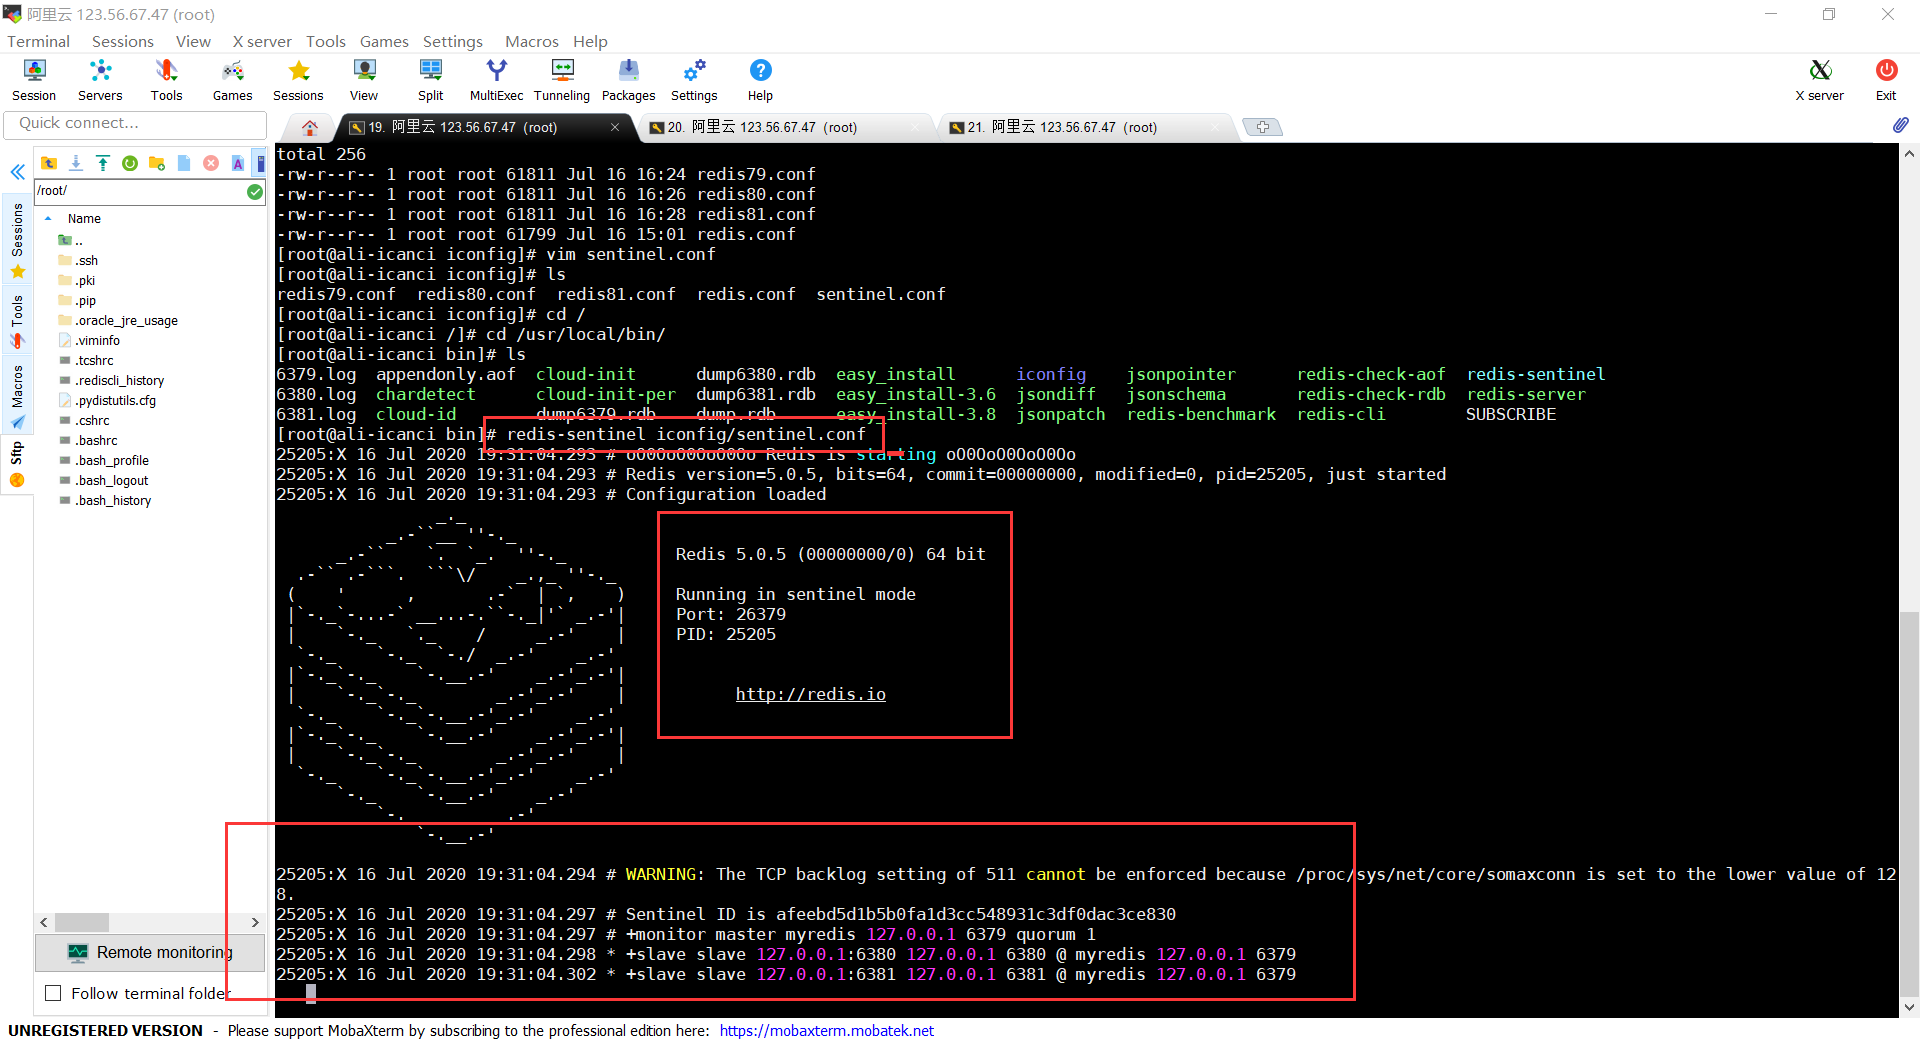 阿里云 123.56.67.47 (root)
Terminal Sessions View X server Tools Games Settings Macros Help
Session Servers Tools Games Sessions View Split MultiExec Tunneling Packages Settings Help X server Exit
Quick connect...
19. 阿里云 123.56.67.47 (root)
20. 阿里云 123.56.67.47 (root)
21. 阿里云 123.56.67.47 (root)
Sessions
Tools
Macros
Sftp
/root/
Name
..
.ssh
.pki
.pip
.oracle_jre_usage
.viminfo
.tcshrc
.rediscli_history
.pydistutils.cfg
.cshrc
.bashrc
.bash_profile
.bash_logout
.bash_history
Remote monitoring
Follow terminal folder
total 256
-rw-r--r-- 1 root root 61811 Jul 16 16:24 redis79.conf
-rw-r--r-- 1 root root 61811 Jul 16 16:26 redis80.conf
-rw-r--r-- 1 root root 61811 Jul 16 16:28 redis81.conf
-rw-r--r-- 1 root root 61799 Jul 16 15:01 redis.conf
[root@ali-icanci iconfig]# vim sentinel.conf
[root@ali-icanci iconfig]# ls
redis79.conf  redis80.conf  redis81.conf  redis.conf  sentinel.conf
[root@ali-icanci iconfig]# cd /
[root@ali-icanci /]# cd /usr/local/bin/
[root@ali-icanci bin]# ls
6379.log  appendonly.aof  cloud-init  dump6380.rdb  easy_install  iconfig  jsonpointer  redis-check-aof  redis-sentinel
6380.log  chardetect  cloud-init-per  dump6381.rdb  easy_install-3.6  jsondiff  jsonschema  redis-check-rdb  redis-server
6381.log  cloud-id  dump6379.rdb  dump.rdb  easy_install-3.8  jsonpatch  redis-benchmark  redis-cli  SUBSCRIBE
[root@ali-icanci bin]# redis-sentinel iconfig/sentinel.conf
25205:X 16 Jul 2020 19:31:04.293 # oO0OoO0OoO0Oo Redis is starting oO0OoO0OoO0Oo
25205:X 16 Jul 2020 19:31:04.293 # Redis version=5.0.5, bits=64, commit=00000000, modified=0, pid=25205, just started
25205:X 16 Jul 2020 19:31:04.293 # Configuration loaded
Redis 5.0.5 (00000000/0) 64 bit
Running in sentinel mode
Port: 26379
PID: 25205
http://redis.io
25205:X 16 Jul 2020 19:31:04.294 # WARNING: The TCP backlog setting of 511 cannot be enforced because /proc/sys/net/core/somaxconn is set to the lower value of 12
8.
25205:X 16 Jul 2020 19:31:04.297 # Sentinel ID is afeebd5d1b5b0fa1d3cc548931c3df0dac3ce830
25205:X 16 Jul 2020 19:31:04.297 # +monitor master myredis 127.0.0.1 6379 quorum 1
25205:X 16 Jul 2020 19:31:04.298 * +slave slave 127.0.0.1:6380 127.0.0.1 6380 @ myredis 127.0.0.1 6379
25205:X 16 Jul 2020 19:31:04.302 * +slave slave 127.0.0.1:6381 127.0.0.1 6381 @ myredis 127.0.0.1 6379
UNREGISTERED VERSION - Please support MobaXterm by subscribing to the professional edition here: https://mobaxterm.mobatek.net